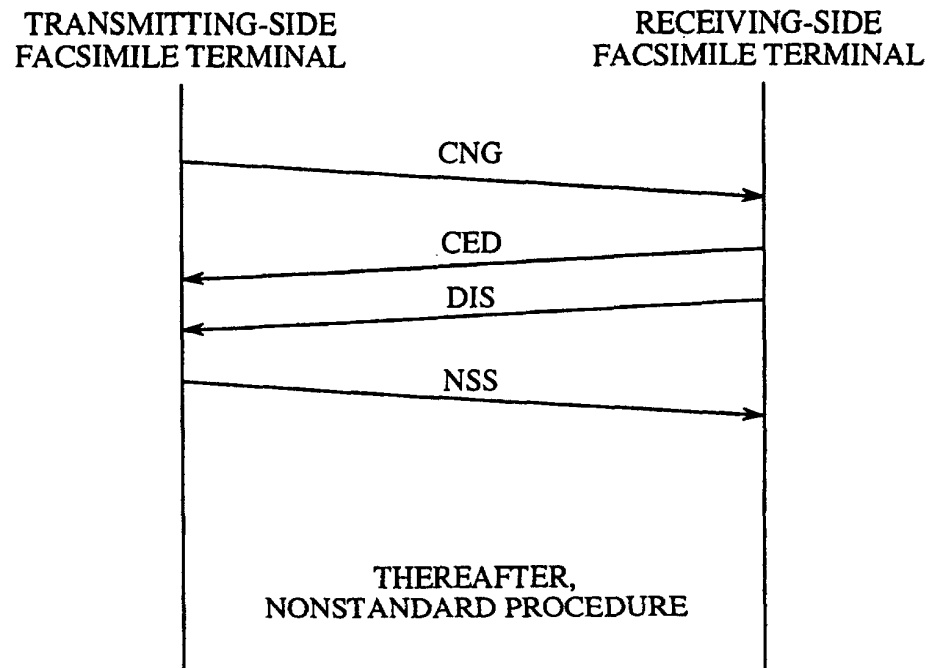 TRANSMITTING-SIDE
FACSIMILE TERMINAL
RECEIVING-SIDE
FACSIMILE TERMINAL
CNG
CED
DIS
NSS
THEREAFTER,
NONSTANDARD PROCEDURE